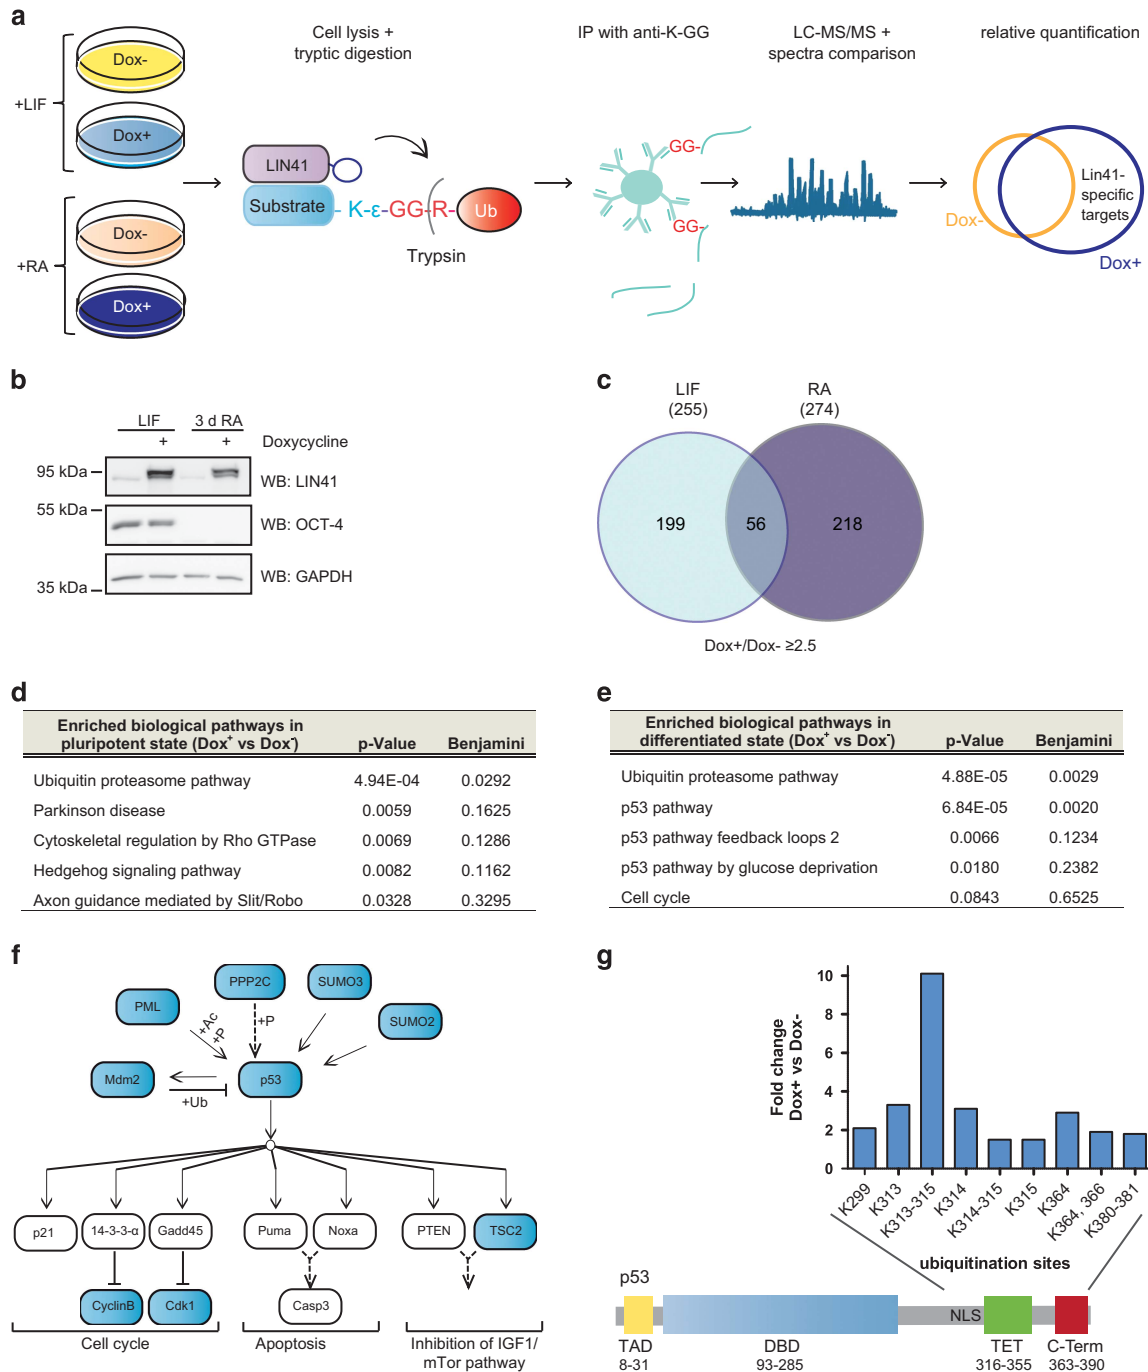 a
Cell lysis +
tryptic digestion
IP with anti-K-GG
LC-MS/MS +
spectra comparison
relative quantification
+LIF
Dox-
Dox+
+RA
Dox-
Dox+
LIN41
Substrate
- K-ε-GG-R-
Ub
Trypsin
GG-
GG-
Lin41-
specific
targets
Dox-
Dox+
b
LIF
3 d RA
+
+
Doxycycline
95 kDa
WB: LIN41
55 kDa
WB: OCT-4
35 kDa
WB: GAPDH
c
LIF
(255)
RA
(274)
199
56
218
Dox+/Dox- ≥2.5
d
Enriched biological pathways in
pluripotent state (Dox+ vs Dox-)
p-Value
Benjamini
Ubiquitin proteasome pathway 4.94E-04 0.0292
Parkinson disease 0.0059 0.1625
Cytoskeletal regulation by Rho GTPase 0.0069 0.1286
Hedgehog signaling pathway 0.0082 0.1162
Axon guidance mediated by Slit/Robo 0.0328 0.3295
e
Enriched biological pathways in
differentiated state (Dox+ vs Dox-)
p-Value
Benjamini
Ubiquitin proteasome pathway 4.88E-05 0.0029
p53 pathway 6.84E-05 0.0020
p53 pathway feedback loops 2 0.0066 0.1234
p53 pathway by glucose deprivation 0.0180 0.2382
Cell cycle 0.0843 0.6525
f
PML
PPP2C
SUMO3
SUMO2
+Ac
+P
+P
Mdm2
p53
+Ub
p21
14-3-3-α
Gadd45
Puma
Noxa
PTEN
TSC2
CyclinB
Cdk1
Casp3
Cell cycle
Apoptosis
Inhibition of IGF1/
mTor pathway
g
Fold change
Dox+ vs Dox-
10
8
6
4
2
0
K299
K313
K313-315
K314
K314-315
K315
K364
K364, 366
K380-381
ubiquitination sites
p53
NLS
TAD
8-31
DBD
93-285
TET
316-355
C-Term
363-390